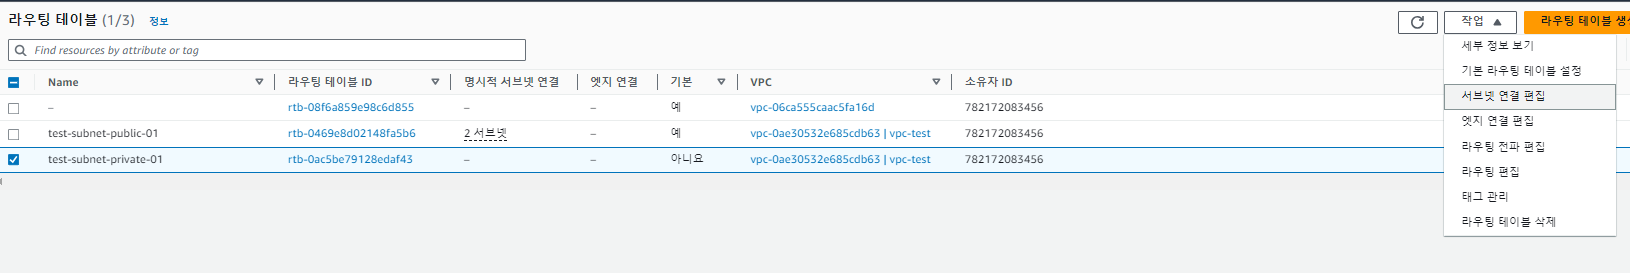 라우팅 테이블 (1/3) 정보
작업 ▲ 라우팅 테이블 생
Find resources by attribute or tag
Name 라우팅 테이블 ID 명시적 서브넷 연결 엣지 연결 기본 VPC 소유자 ID
– rtb-08f6a859e98c6d855 – – 예 vpc-06ca555caac5fa16d 782172083456
test-subnet-public-01 rtb-0469e8d02148fa5b6 2 서브넷 – 예 vpc-0ae30532e685cdb63 | vpc-test 782172083456
test-subnet-private-01 rtb-0ac5be79128edaf43 – – 아니요 vpc-0ae30532e685cdb63 | vpc-test 782172083456
세부 정보 보기
기본 라우팅 테이블 설정
서브넷 연결 편집
엣지 연결 편집
라우팅 전파 편집
라우팅 편집
태그 관리
라우팅 테이블 삭제